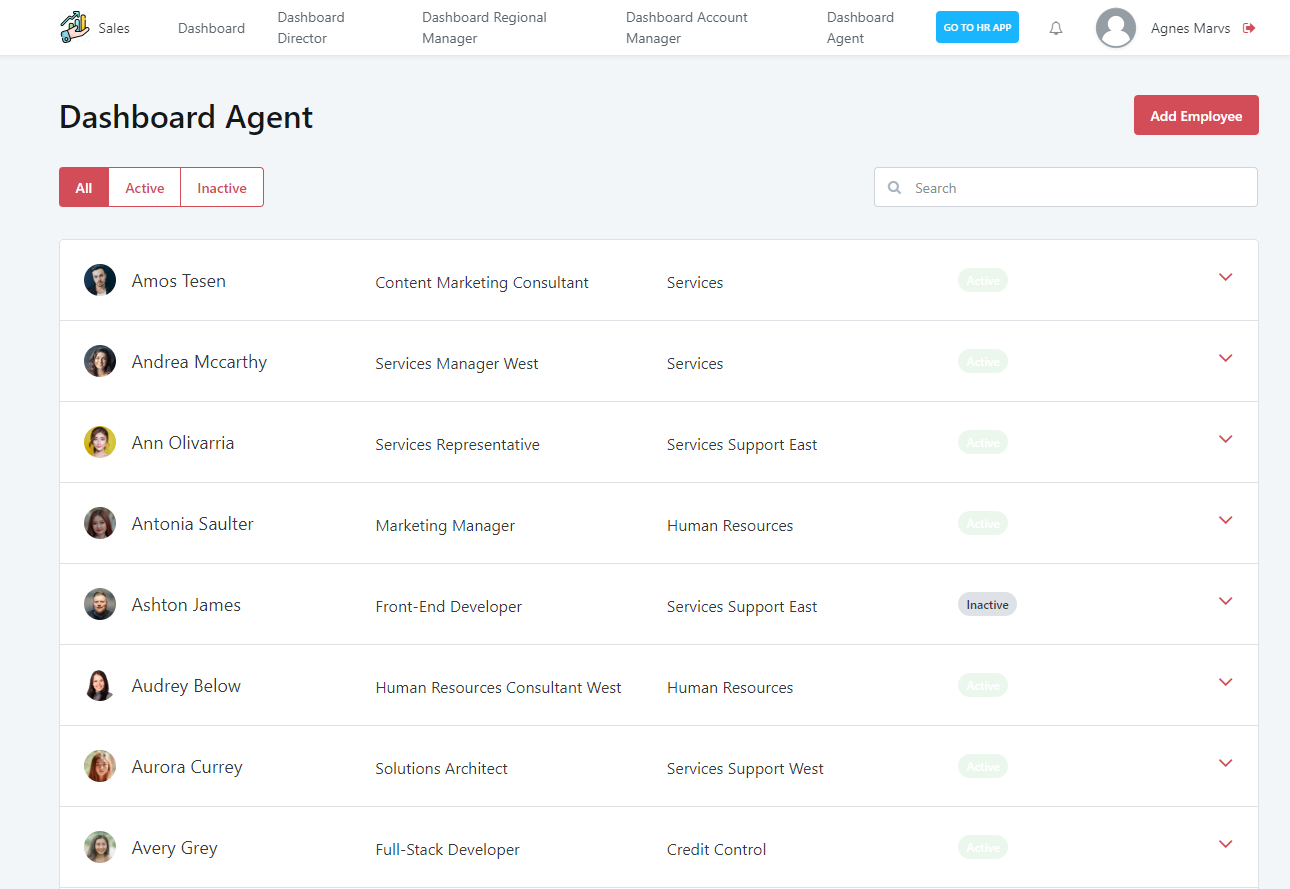 Sales
Dashboard
Dashboard
Director
Dashboard Regional
Manager
Dashboard Account
Manager
Dashboard
Agent
GO TO HR APP
Agnes Marvs
Dashboard Agent
Add Employee
All
Active
Inactive
Search
Amos Tesen
Content Marketing Consultant
Services
Active
Andrea Mccarthy
Services Manager West
Services
Active
Ann Olivarria
Services Representative
Services Support East
Active
Antonia Saulter
Marketing Manager
Human Resources
Active
Ashton James
Front-End Developer
Services Support East
Inactive
Audrey Below
Human Resources Consultant West
Human Resources
Active
Aurora Currey
Solutions Architect
Services Support West
Active
Avery Grey
Full-Stack Developer
Credit Control
Active